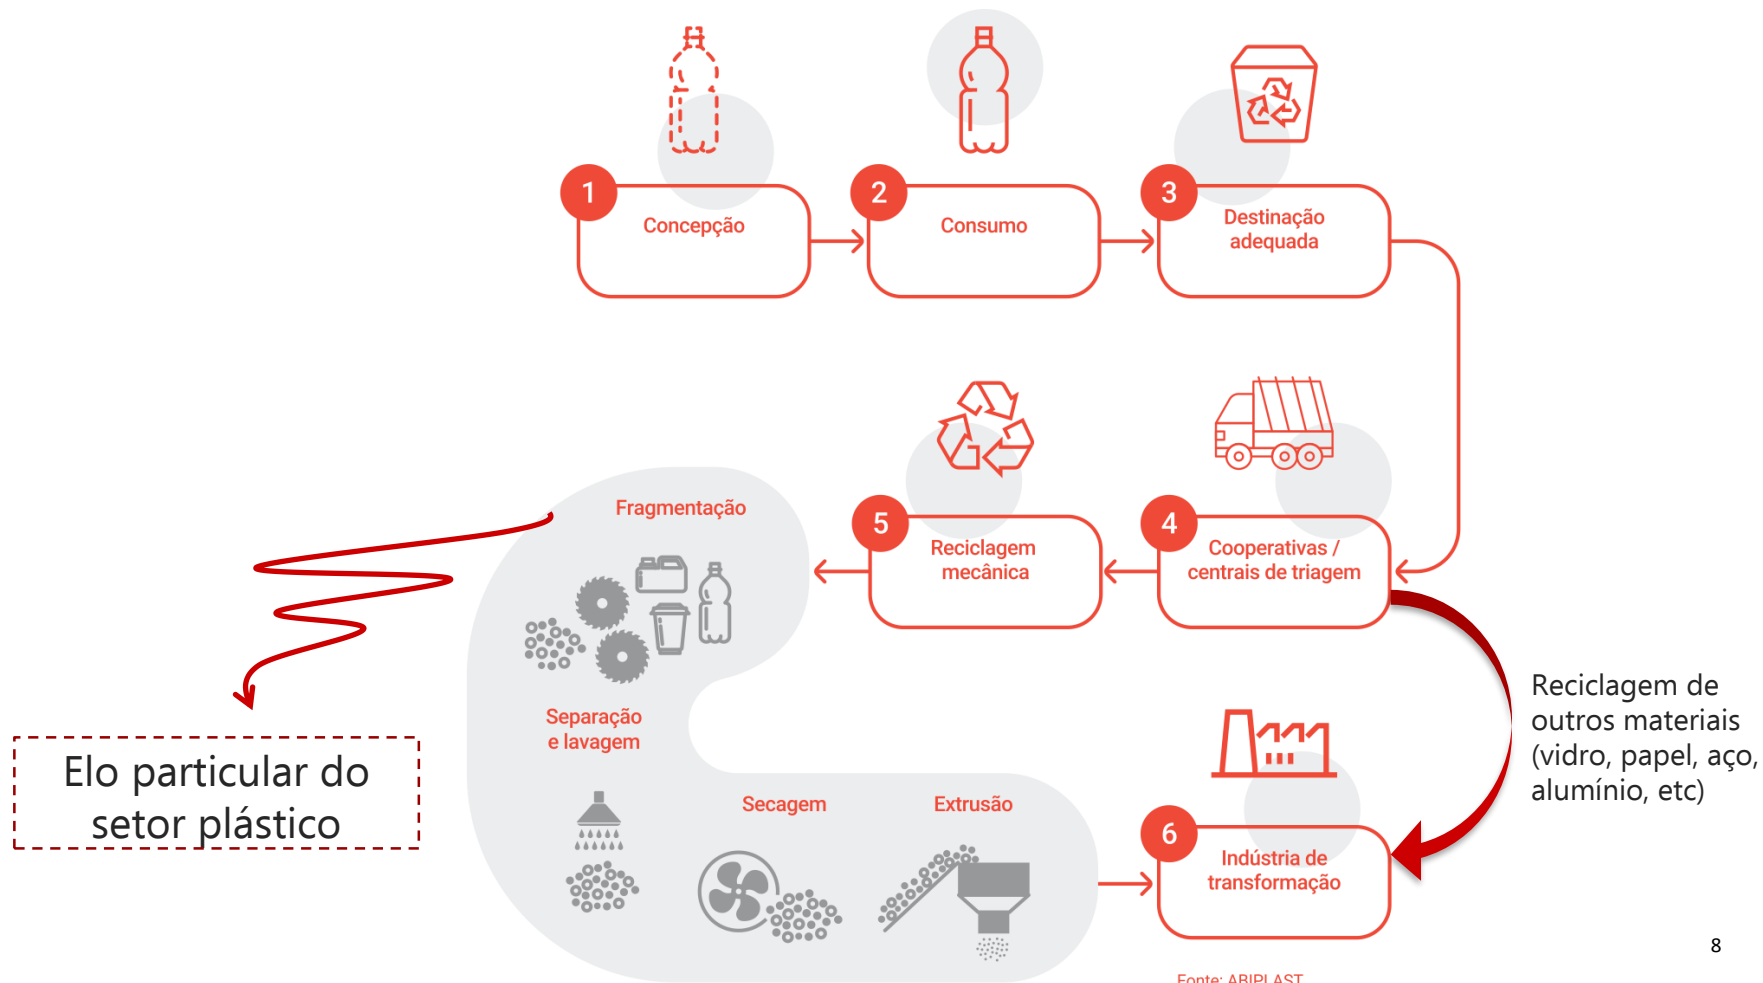 1
Concepção
2
Consumo
3
Destinação
adequada
4
Cooperativas /
centrais de triagem
5
Reciclagem
mecânica
Fragmentação
Separação
e lavagem
Secagem
Extrusão
6
Indústria de
transformação
Elo particular do
setor plástico
Reciclagem de
outros materiais
(vidro, papel, aço,
alumínio, etc)
Fonte: ABIPLAST
8